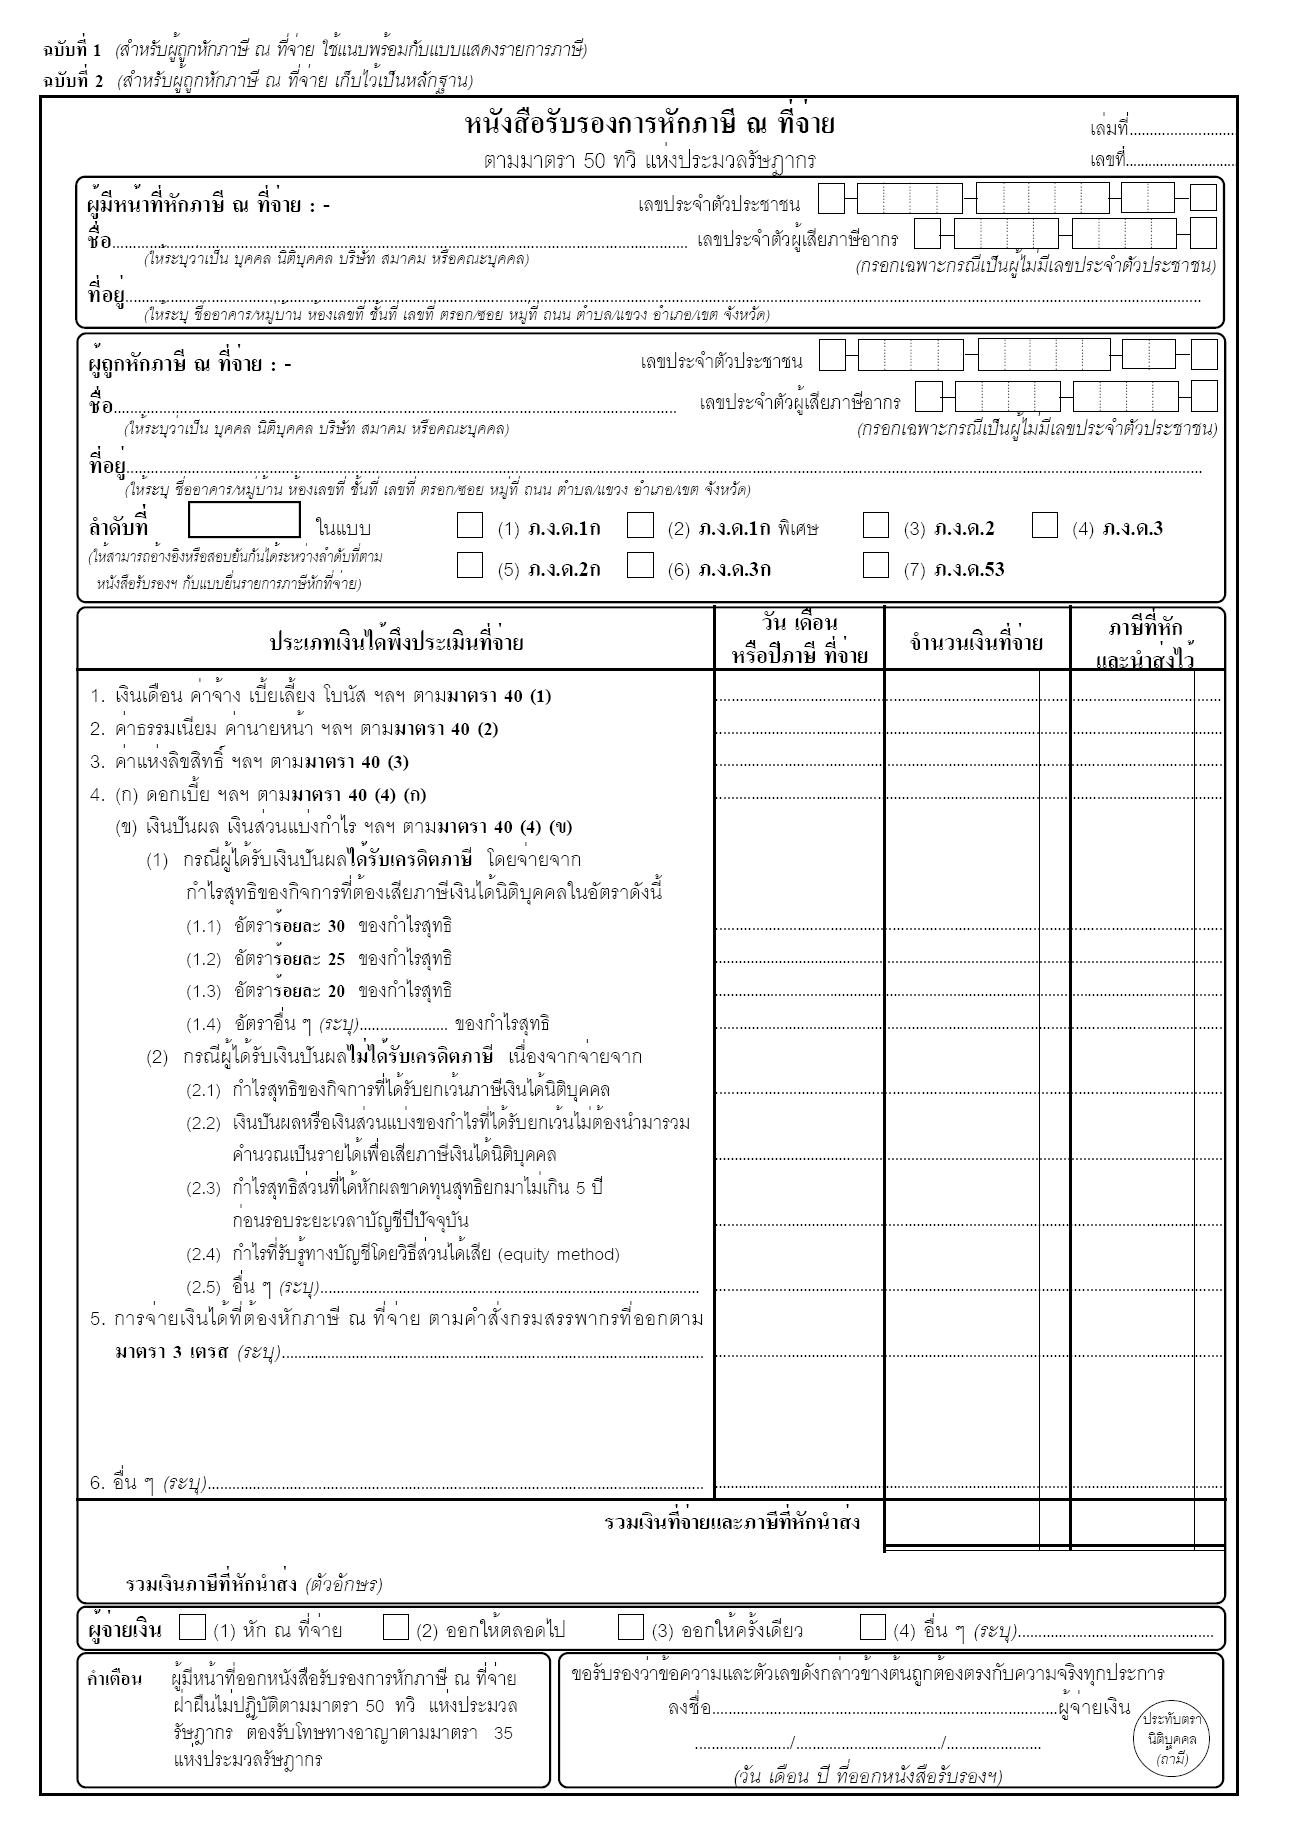 ฉบับที่ 1 (สำหรับผู้ถูกหักภาษี ณ ที่จ่าย ใช้แนบพร้อมกับแบบแสดงรายการภาษี)
ฉบับที่ 2 (สำหรับผู้ถูกหักภาษี ณ ที่จ่าย เก็บไว้เป็นหลักฐาน)
หนังสือรับรองการหักภาษี ณ ที่จ่าย
เล่มที่..........................
ตามมาตรา 50 ทวิ แห่งประมวลรัษฎากร
เลขที่..........................
ผู้มีหน้าที่หักภาษี ณ ที่จ่าย : -
เลขประจำตัวประชาชน
ชื่อ.......................... เลขประจำตัวผู้เสียภาษีอากร
(ให้ระบุว่าเป็น บุคคล นิติบุคคล บริษัท สมาคม หรือคณะบุคคล)
(กรอกเฉพาะกรณีเป็นผู้ไม่มีเลขประจำตัวประชาชน)
ที่อยู่..........................
(ให้ระบุ ชื่ออาคาร/หมู่บ้าน ห้องเลขที่ ชั้นที่ เลขที่ ตรอก/ซอย หมู่ที่ ถนน ตำบล/แขวง อำเภอ/เขต จังหวัด)
ผู้ถูกหักภาษี ณ ที่จ่าย : -
เลขประจำตัวประชาชน
ชื่อ.......................... เลขประจำตัวผู้เสียภาษีอากร
(ให้ระบุว่าเป็น บุคคล นิติบุคคล บริษัท สมาคม หรือคณะบุคคล)
(กรอกเฉพาะกรณีเป็นผู้ไม่มีเลขประจำตัวประชาชน)
ที่อยู่..........................
(ให้ระบุ ชื่ออาคาร/หมู่บ้าน ห้องเลขที่ ชั้นที่ เลขที่ ตรอก/ซอย หมู่ที่ ถนน ตำบล/แขวง อำเภอ/เขต จังหวัด)
ลำดับที่ ในแบบ (1) ภ.ง.ด.1ก (2) ภ.ง.ด.1ก พิเศษ (3) ภ.ง.ด.2 (4) ภ.ง.ด.3
(ให้สามารถอ้างอิงหรือสอบยันกันได้ระหว่างลำดับที่ตาม
หนังสือรับรองฯ กับแบบยื่นรายการภาษีหักที่จ่าย)
(5) ภ.ง.ด.2ก (6) ภ.ง.ด.3ก (7) ภ.ง.ด.53
ประเภทเงินได้พึงประเมินที่จ่าย
วัน เดือน
หรือปีภาษี ที่จ่าย
จำนวนเงินที่จ่าย
ภาษีที่หัก
และนำส่งไว้
1. เงินเดือน ค่าจ้าง เบี้ยเลี้ยง โบนัส ฯลฯ ตามมาตรา 40 (1)
2. ค่าธรรมเนียม ค่านายหน้า ฯลฯ ตามมาตรา 40 (2)
3. ค่าแห่งลิขสิทธิ์ ฯลฯ ตามมาตรา 40 (3)
4. (ก) ดอกเบี้ย ฯลฯ ตามมาตรา 40 (4) (ก)
(ข) เงินปันผล เงินส่วนแบ่งกำไร ฯลฯ ตามมาตรา 40 (4) (ข)
(1) กรณีผู้ได้รับเงินปันผลได้รับเครดิตภาษี โดยจ่ายจาก
กำไรสุทธิของกิจการที่ต้องเสียภาษีเงินได้นิติบุคคลในอัตราดังนี้
(1.1) อัตราร้อยละ 30 ของกำไรสุทธิ
(1.2) อัตราร้อยละ 25 ของกำไรสุทธิ
(1.3) อัตราร้อยละ 20 ของกำไรสุทธิ
(1.4) อัตราอื่น ๆ (ระบุ)...................... ของกำไรสุทธิ
(2) กรณีผู้ได้รับเงินปันผลไม่ได้รับเครดิตภาษี เนื่องจากจ่ายจาก
(2.1) กำไรสุทธิของกิจการที่ได้รับยกเว้นภาษีเงินได้นิติบุคคล
(2.2) เงินปันผลหรือเงินส่วนแบ่งของกำไรที่ได้รับยกเว้นไม่ต้องนำมารวม
คำนวณเป็นรายได้เพื่อเสียภาษีเงินได้นิติบุคคล
(2.3) กำไรสุทธิส่วนที่ได้หักผลขาดทุนสุทธิยกมาไม่เกิน 5 ปี
ก่อนรอบระยะเวลาบัญชีปีปัจจุบัน
(2.4) กำไรที่รับรู้ทางบัญชีโดยวิธีส่วนได้เสีย (equity method)
(2.5) อื่น ๆ (ระบุ)..........................
5. การจ่ายเงินได้ที่ต้องหักภาษี ณ ที่จ่าย ตามคำสั่งกรมสรรพากรที่ออกตาม
มาตรา 3 เตรส (ระบุ)..........................
6. อื่น ๆ (ระบุ)..........................
รวมเงินที่จ่ายและภาษีที่หักนำส่ง
รวมเงินภาษีที่หักนำส่ง (ตัวอักษร)
ผู้จ่ายเงิน (1) หัก ณ ที่จ่าย (2) ออกให้ตลอดไป (3) ออกให้ครั้งเดียว (4) อื่น ๆ (ระบุ)..........................
คำเตือน ผู้มีหน้าที่ออกหนังสือรับรองการหักภาษี ณ ที่จ่าย
ฝ่าฝืนไม่ปฏิบัติตามมาตรา 50 ทวิ แห่งประมวล
รัษฎากร ต้องรับโทษทางอาญาตามมาตรา 35
แห่งประมวลรัษฎากร
ขอรับรองว่าข้อความและตัวเลขดังกล่าวข้างต้นถูกต้องตรงกับความจริงทุกประการ
ลงชื่อ..........................ผู้จ่ายเงิน
......................./..................................../.......................
(วัน เดือน ปี ที่ออกหนังสือรับรองฯ)
ประทับตรา
นิติบุคคล
(ถ้ามี)